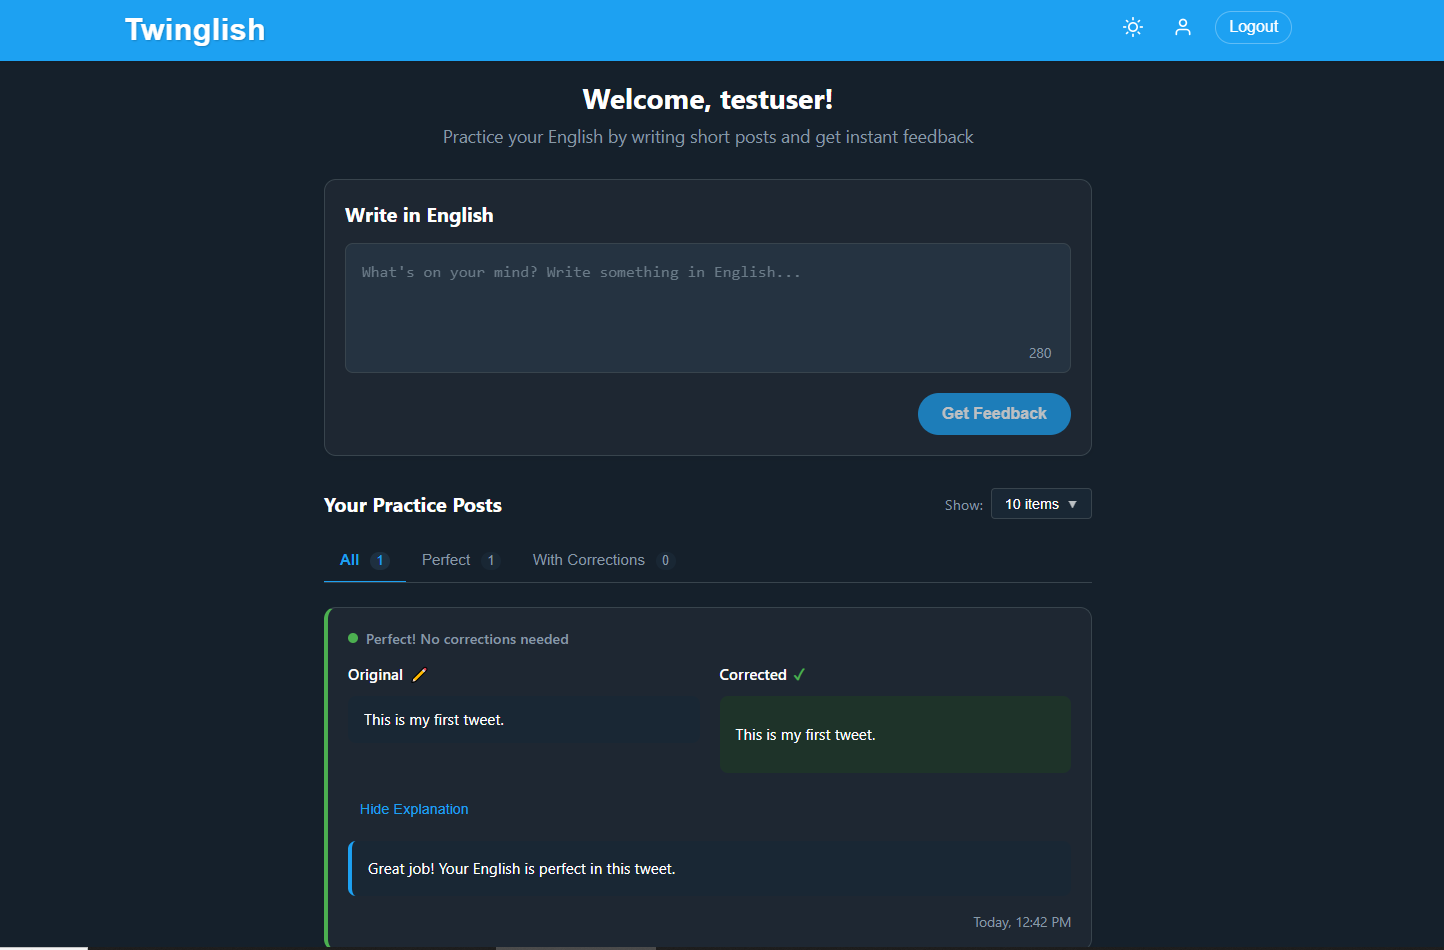 Twinglish
Logout
Welcome, testuser!
Practice your English by writing short posts and get instant feedback
Write in English
What's on your mind? Write something in English...
280
Get Feedback
Your Practice Posts
Show: 10 items ▼
All 1 Perfect 1 With Corrections 0
Perfect! No corrections needed
Original ✏️ Corrected ✓
This is my first tweet.
This is my first tweet.
Hide Explanation
Great job! Your English is perfect in this tweet.
Today, 12:42 PM